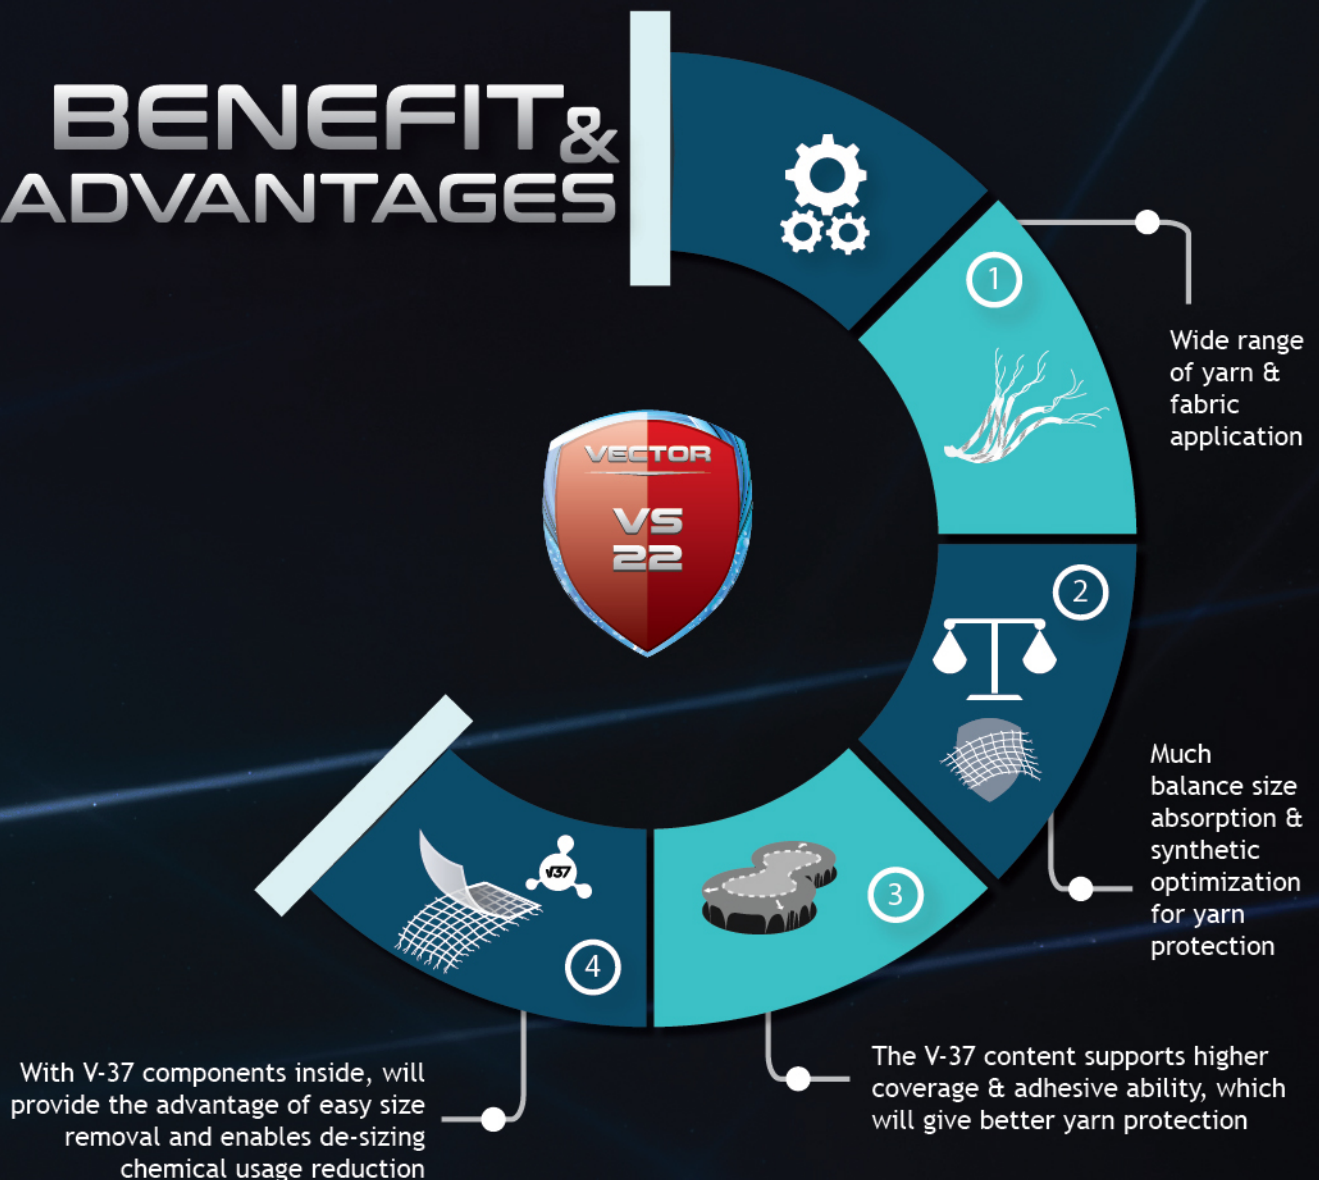 BENEFIT &
ADVANTAGES
1
Wide range
of yarn &
fabric
application
VECTOR
VS
22
2
Much
balance size
absorption &
synthetic
optimization
for yarn
protection
3
The V-37 content supports higher
coverage & adhesive ability, which
will give better yarn protection
V37
4
With V-37 components inside, will
provide the advantage of easy size
removal and enables de-sizing
chemical usage reduction